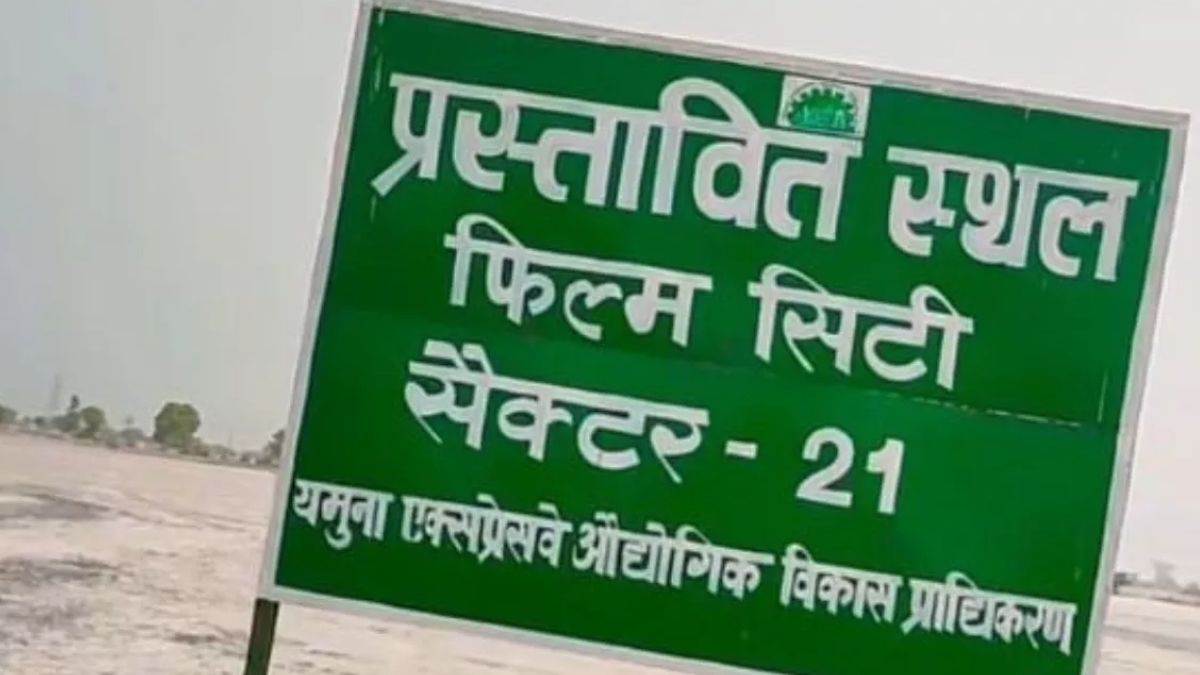 प्रस्तावित स्थल
फिल्म सिटी
सैक्टर - 21
यमुना एक्सप्रेसवे औद्योगिक विकास प्राधिकरण